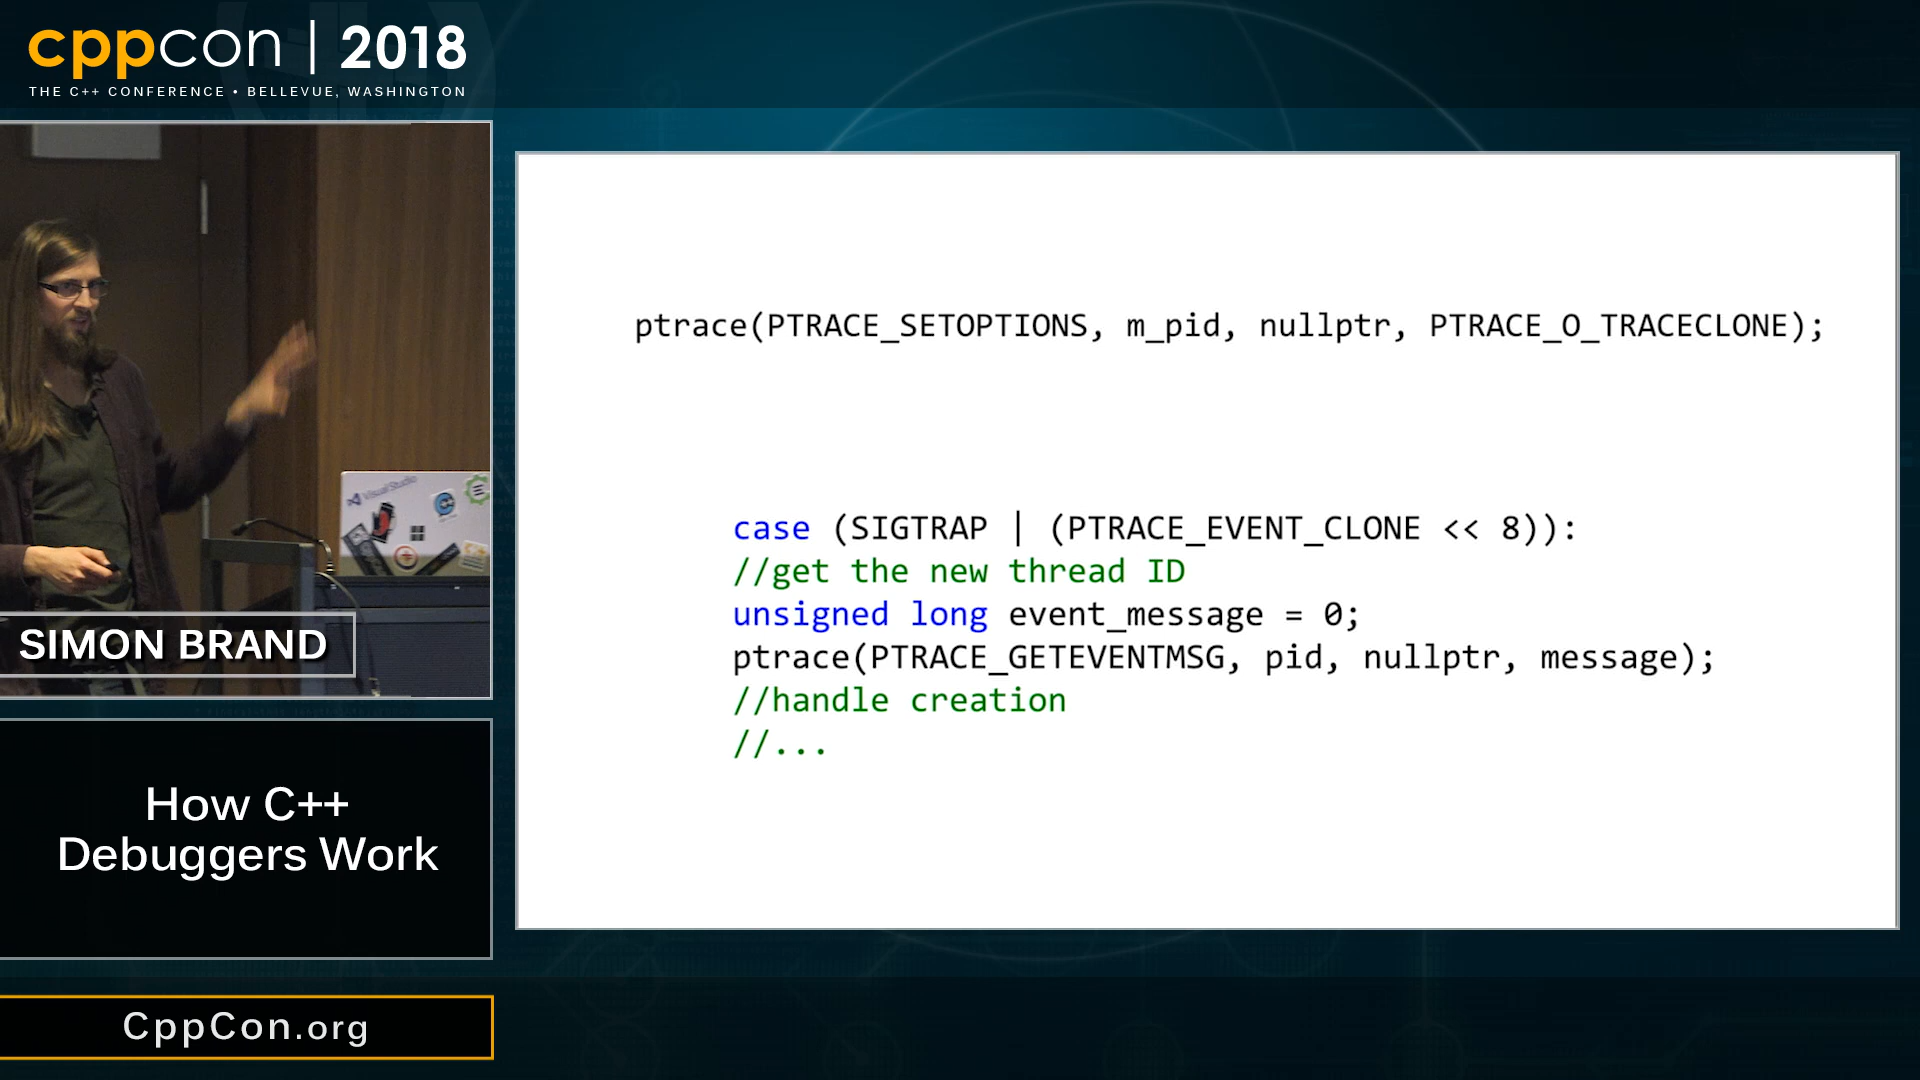 cppcon | 2018
THE C++ CONFERENCE • BELLEVUE, WASHINGTON
Visual Studio
SIMON BRAND
How C++
Debuggers Work
CppCon.org
ptrace(PTRACE_SETOPTIONS, m_pid, nullptr, PTRACE_O_TRACECLONE);
case (SIGTRAP | (PTRACE_EVENT_CLONE << 8)):
//get the new thread ID
unsigned long event_message = 0;
ptrace(PTRACE_GETEVENTMSG, pid, nullptr, message);
//handle creation
//...